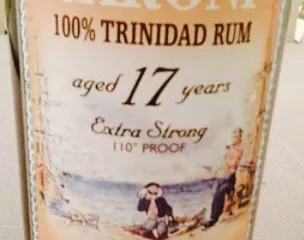 100% TRINIDAD RUM
aged 17 years
Extra Strong
110° PROOF